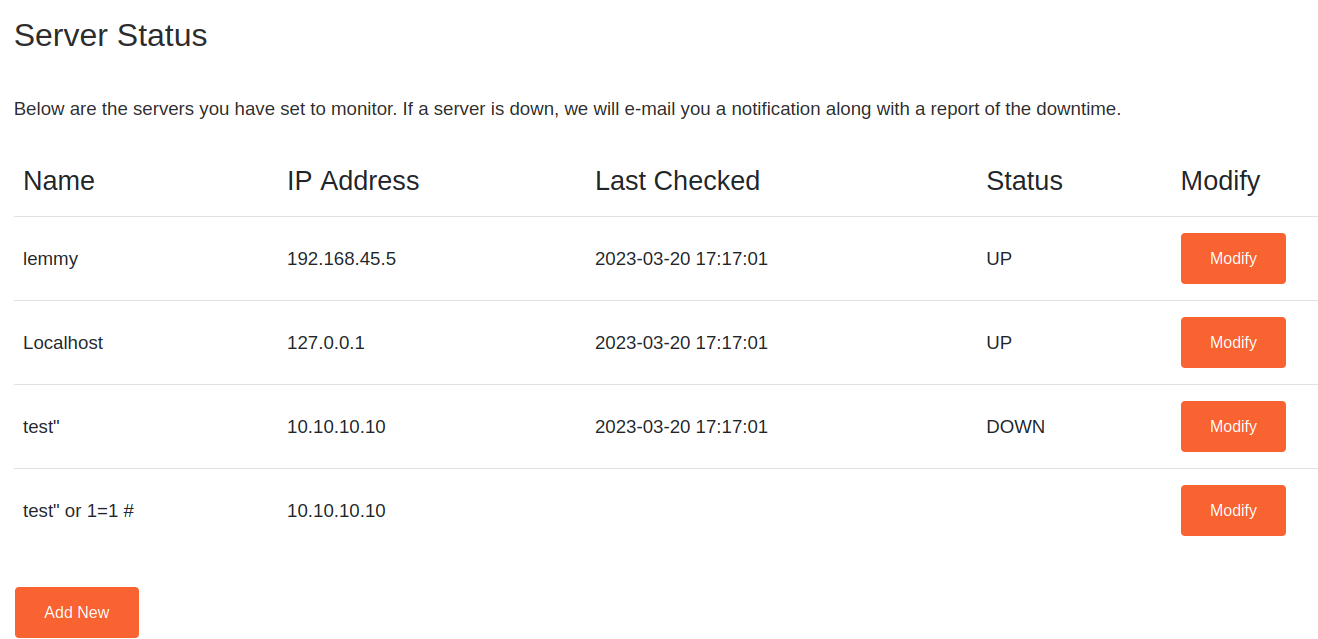 Server Status
Below are the servers you have set to monitor. If a server is down, we will e-mail you a notification along with a report of the downtime.
Name IP Address Last Checked Status Modify
lemmy 192.168.45.5 2023-03-20 17:17:01 UP Modify
Localhost 127.0.0.1 2023-03-20 17:17:01 UP Modify
test" 10.10.10.10 2023-03-20 17:17:01 DOWN Modify
test" or 1=1 # 10.10.10.10 Modify
Add New